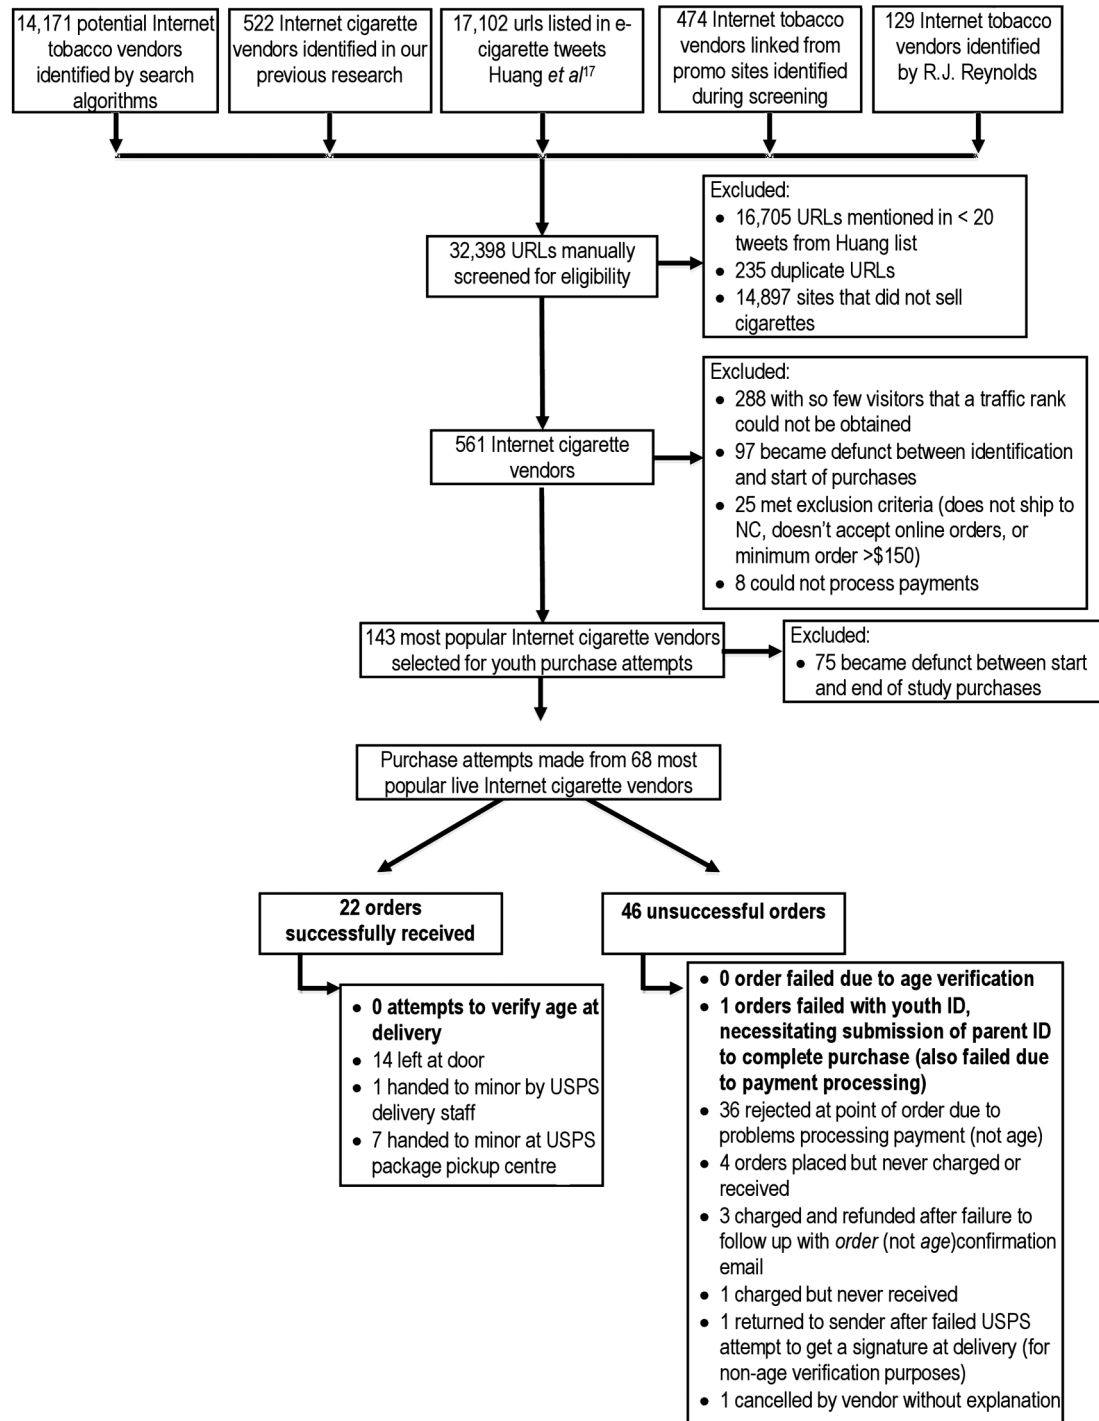 14,171 potential Internet
tobacco vendors
identified by search
algorithms
522 Internet cigarette
vendors identified in our
previous research
17,102 urls listed in e-
cigarette tweets
Huang et al17
474 Internet tobacco
vendors linked from
promo sites identified
during screening
129 Internet tobacco
vendors identified
by R.J. Reynolds
32,398 URLs manually
screened for eligibility
Excluded:
• 16,705 URLs mentioned in < 20
tweets from Huang list
• 235 duplicate URLs
• 14,897 sites that did not sell
cigarettes
561 Internet cigarette
vendors
Excluded:
• 288 with so few visitors that a traffic rank
could not be obtained
• 97 became defunct between identification
and start of purchases
• 25 met exclusion criteria (does not ship to
NC, doesn't accept online orders, or
minimum order >$150)
• 8 could not process payments
143 most popular Internet cigarette vendors
selected for youth purchase attempts
Excluded:
• 75 became defunct between start
and end of study purchases
Purchase attempts made from 68 most
popular live Internet cigarette vendors
22 orders
successfully received
• 0 attempts to verify age at
delivery
• 14 left at door
• 1 handed to minor by USPS
delivery staff
• 7 handed to minor at USPS
package pickup centre
46 unsuccessful orders
• 0 order failed due to age verification
• 1 orders failed with youth ID,
necessitating submission of parent ID
to complete purchase (also failed due
to payment processing)
• 36 rejected at point of order due to
problems processing payment (not age)
• 4 orders placed but never charged or
received
• 3 charged and refunded after failure to
follow up with order (not age)confirmation
email
• 1 charged but never received
• 1 returned to sender after failed USPS
attempt to get a signature at delivery (for
non-age verification purposes)
• 1 cancelled by vendor without explanation